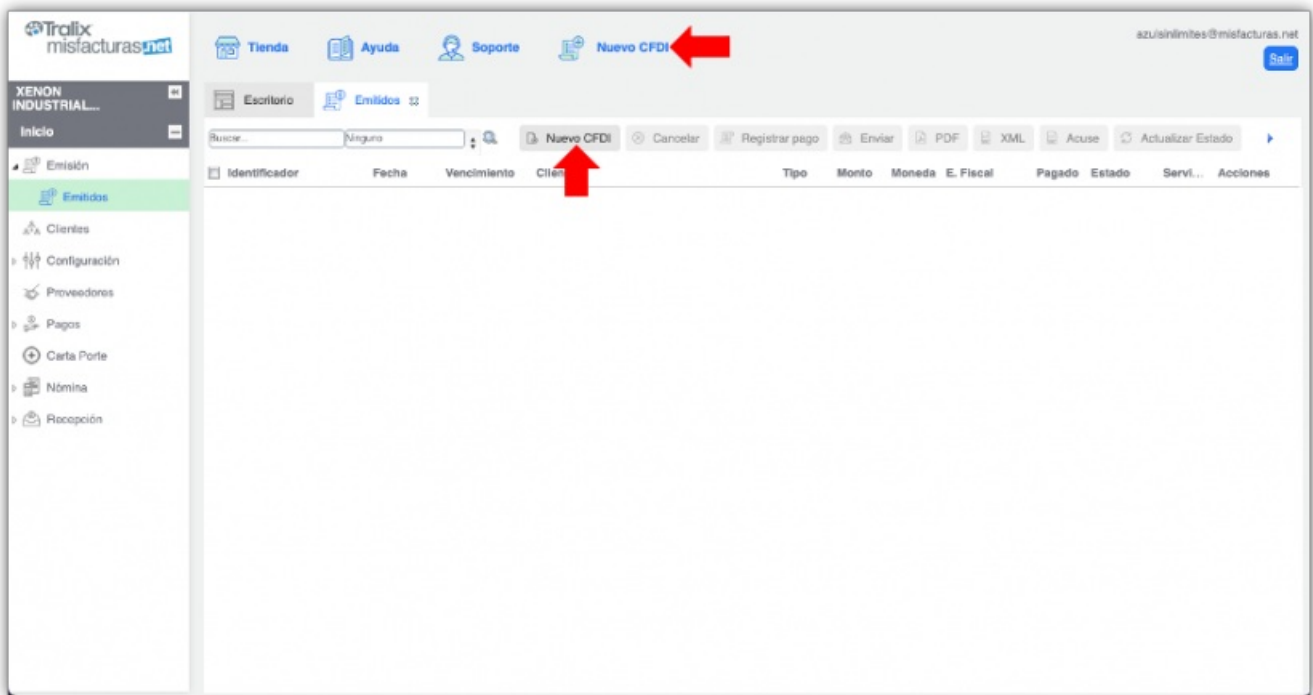 Tralix
misfacturas.net
Tienda
Ayuda
Soporte
Nuevo CFDI
azulsinlimites@misfacturas.net
Salir
XENON
INDUSTRIAL...
Inicio
Emisión
Emitidos
Clientes
Configuración
Proveedores
Pagos
Carta Porte
Nómina
Recepción
Escritorio
Emitidos
Buscar...
Ninguno
Nuevo CFDI
Cancelar
Registrar pago
Enviar
PDF
XML
Acuse
Actualizar Estado
Identificador Fecha Vencimiento Tipo Monto Moneda E. Fiscal Pagado Estado Servi... Acciones